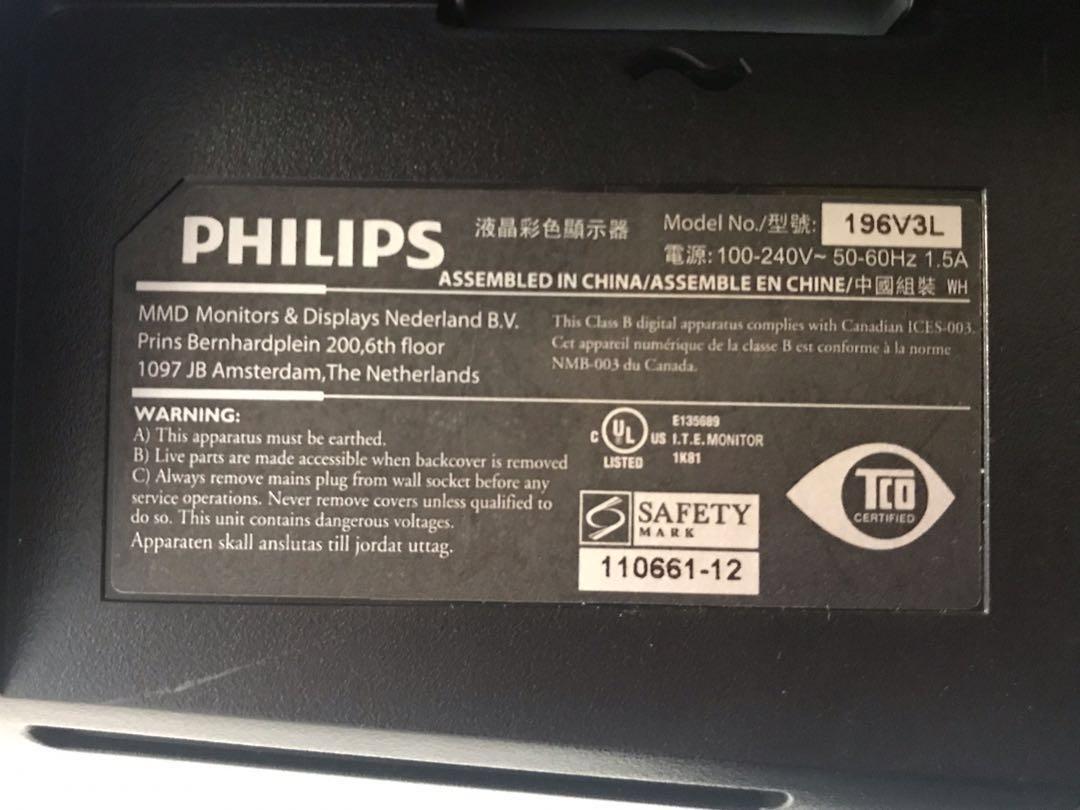 PHILIPS
液晶彩色顯示器
Model No./型號: 196V3L
電源: 100-240V~ 50-60Hz 1.5A
ASSEMBLED IN CHINA/ASSEMBLE EN CHINE/中國組裝 WH
MMD Monitors & Displays Nederland B.V.
Prins Bernhardplein 200,6th floor
1097 JB Amsterdam,The Netherlands
This Class B digital apparatus complies with Canadian ICES-003.
Cet appareil numérique de la classe B est conforme à la norme
NMB-003 du Canada.
WARNING:
A) This apparatus must be earthed.
B) Live parts are made accessible when backcover is removed
C) Always remove mains plug from wall socket before any
service operations. Never remove covers unless qualified to
do so. This unit contains dangerous voltages.
Apparaten skall anslutas till jordat uttag.
C UL US
LISTED
E135689
I.T.E. MONITOR
1K81
SAFETY
MARK
110661-12
TCO
CERTIFIED